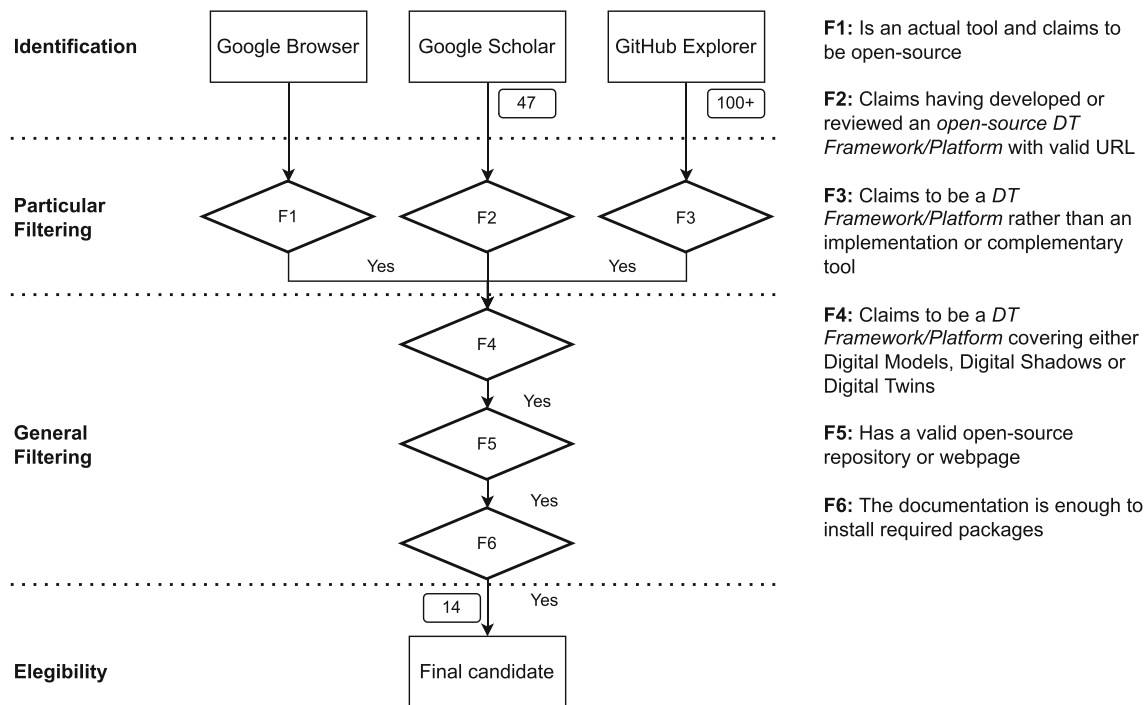 Identification
Google Browser
Google Scholar
GitHub Explorer
47
100+
Particular
Filtering
F1
F2
F3
Yes
Yes
General
Filtering
F4
Yes
F5
Yes
F6
Yes
14
Elegibility
Final candidate
F1: Is an actual tool and claims to
be open-source
F2: Claims having developed or
reviewed an open-source DT
Framework/Platform with valid URL
F3: Claims to be a DT
Framework/Platform rather than an
implementation or complementary
tool
F4: Claims to be a DT
Framework/Platform covering either
Digital Models, Digital Shadows or
Digital Twins
F5: Has a valid open-source
repository or webpage
F6: The documentation is enough to
install required packages